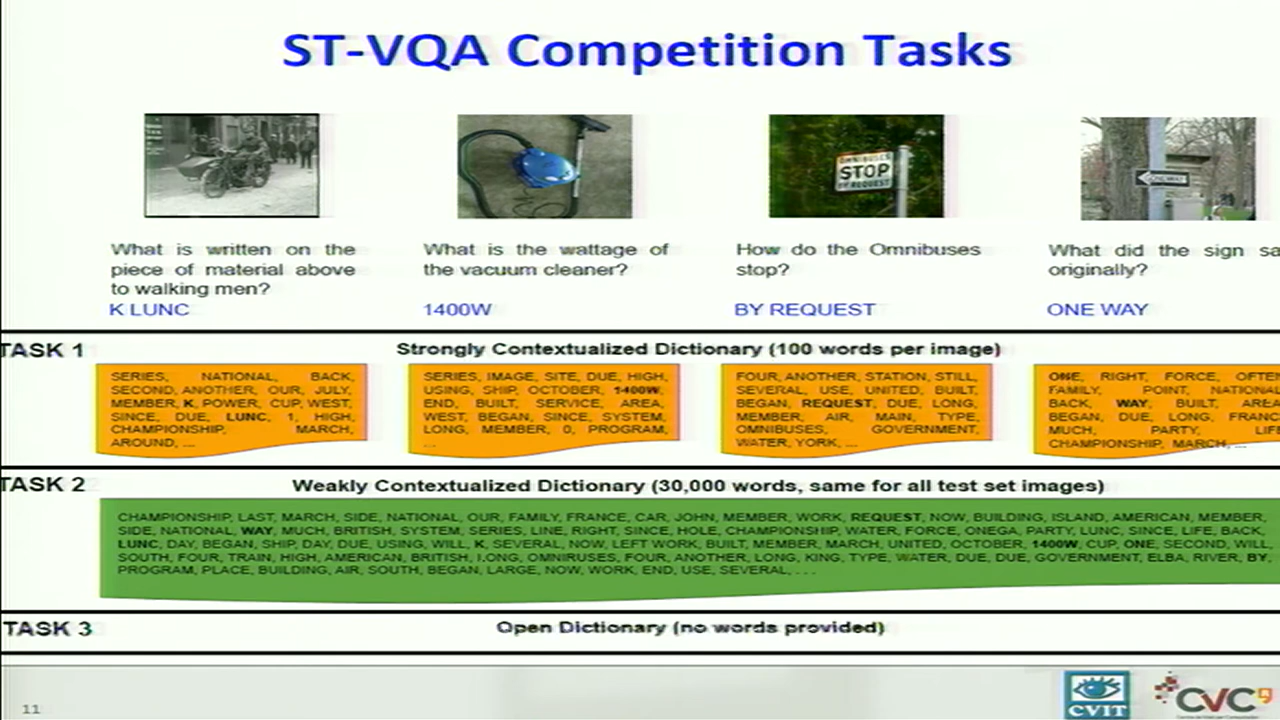 ST-VQA Competition Tasks
OMNIBUSES
STOP
BY REQUEST
ONE WAY
What is written on the
piece of material above
to walking men?
K LUNC
What is the wattage of
the vacuum cleaner?
1400W
How do the Omnibuses
stop?
BY REQUEST
What did the sign sa
originally?
ONE WAY
TASK 1
Strongly Contextualized Dictionary (100 words per image)
SERIES, NATIONAL, BACK,
SECOND, ANOTHER, OUR, JULY,
MEMBER, K, POWER, CUP, WEST,
SINCE, DUE, LUNC, 1, HIGH,
CHAMPIONSHIP, MARCH,
AROUND, ...
SERIES, IMAGE, SITE, DUE, HIGH,
USING, SHIP, OCTOBER, 1400W,
END, BUILT, SERVICE, AREA,
WEST, BEGAN, SINCE, SYSTEM,
LONG, MEMBER, 0, PROGRAM,
...
FOUR, ANOTHER, STATION, STILL,
SEVERAL, USE, UNITED, BUILT,
BEGAN, REQUEST, DUE, LONG,
MEMBER, AIR, MAIN, TYPE,
OMNIBUSES, GOVERNMENT,
WATER, YORK, ...
ONE, RIGHT, FORCE, OFTEN
FAMILY, POINT, NATIONAL
BACK, WAY, BUILT, AREA
BEGAN, DUE, LONG, FRANC
MUCH, PARTY, LIFE
CHAMPIONSHIP, MARCH, ...
TASK 2
Weakly Contextualized Dictionary (30,000 words, same for all test set images)
CHAMPIONSHIP, LAST, MARCH, SIDE, NATIONAL, OUR, FAMILY, FRANCE, CAR, JOHN, MEMBER, WORK, REQUEST, NOW, BUILDING, ISLAND, AMERICAN, MEMBER,
SIDE, NATIONAL, WAY, MUCH, BRITISH, SYSTEM, SERIES, LINE, RIGHT, SINCE, HOLE, CHAMPIONSHIP, WATER, FORCE, ONEGA, PARTY, LUNC, SINCE, LIFE, BACK,
LUNC, DAY, BEGAN, SHIP, DAY, DUE, USING, WILL, K, SEVERAL, NOW, LEFT WORK, BUILT, MEMBER, MARCH, UNITED, OCTOBER, 1400W, CUP, ONE, SECOND, WILL,
SOUTH, FOUR, TRAIN, HIGH, AMERICAN, BRITISH, LONG, OMNIRUSES, FOUR, ANOTHER, LONG, KING, TYPE, WATER, DUE, DUE, GOVERNMENT, ELBA, RIVER, BY,
PROGRAM, PLACE, BUILDING, AIR, SOUTH, BEGAN, LARGE, NOW, WORK, END, USE, SEVERAL, ...
TASK 3
Open Dictionary (no words provided)
11
CVIT
CVC